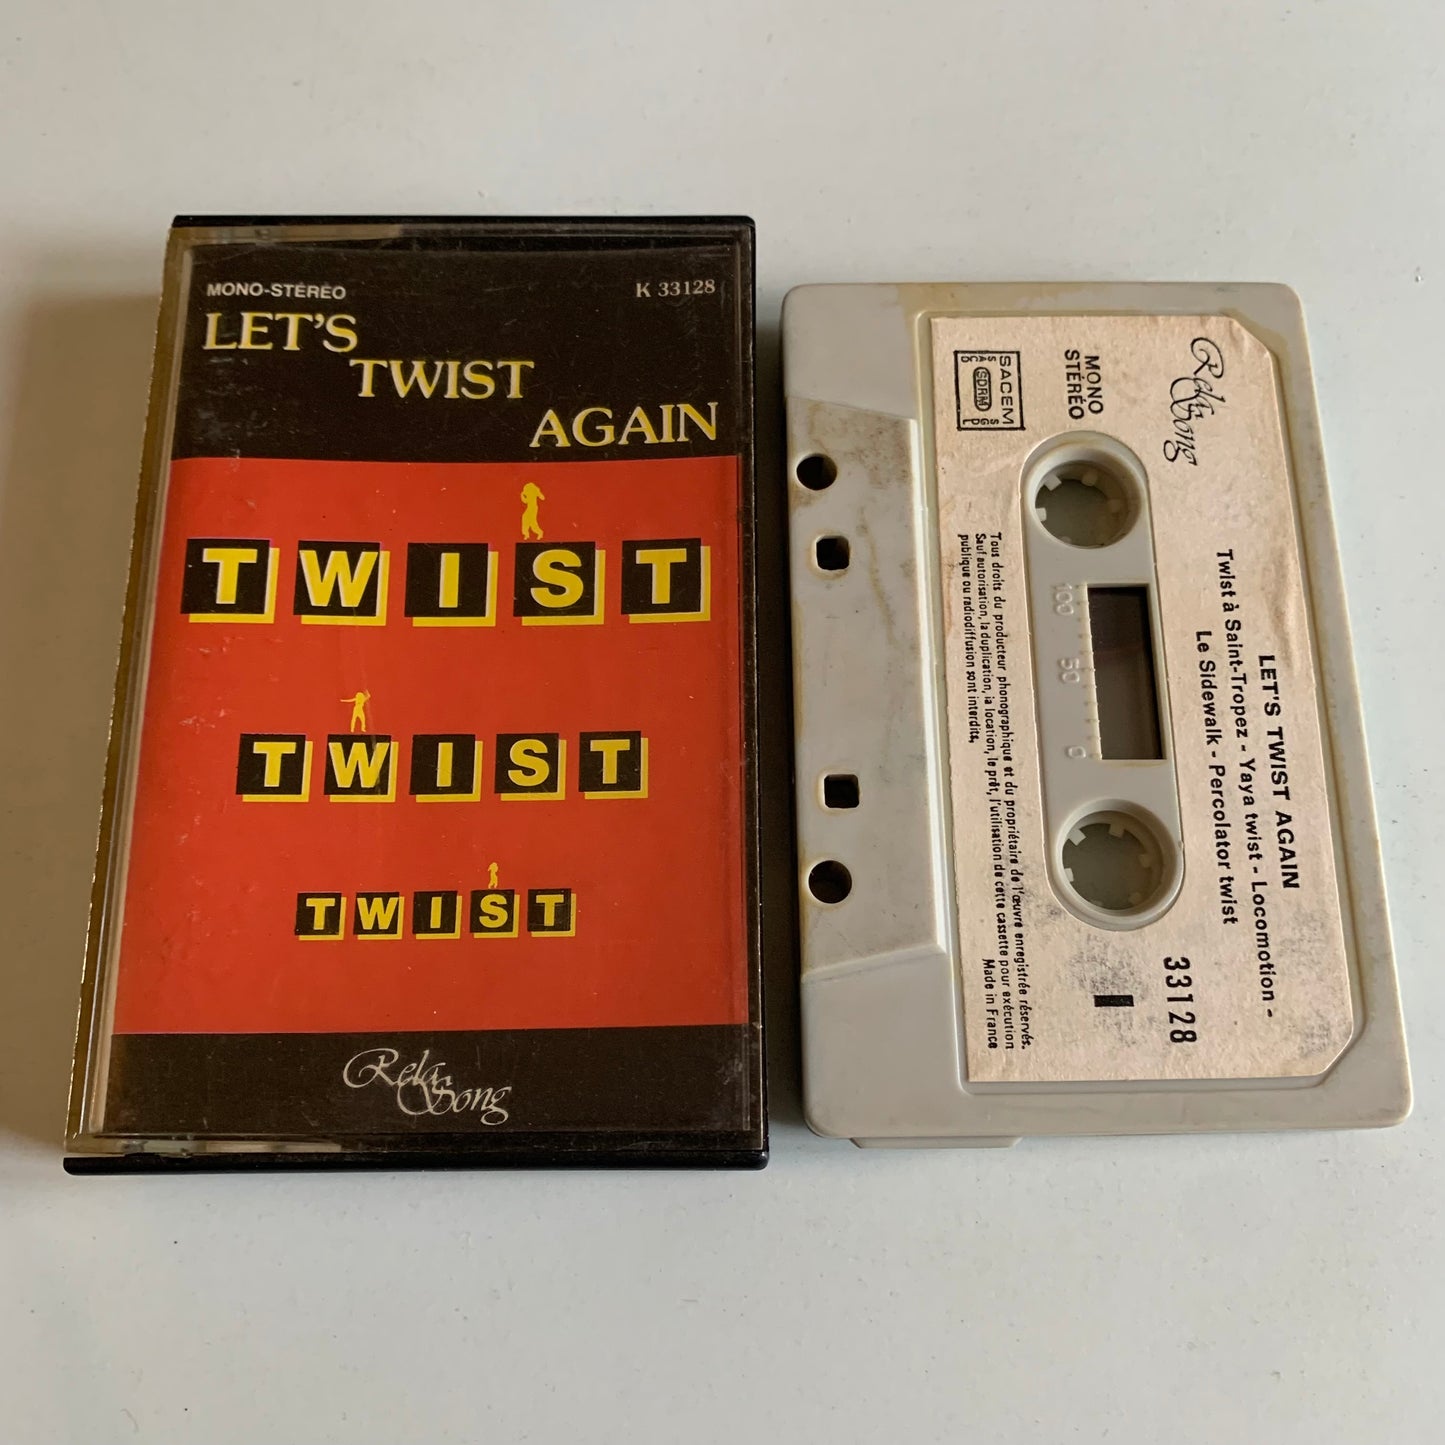 MONO-STÉRÉO
K 33128
LET'S
TWIST
AGAIN
TWIST
TWIST
TWIST
Rela
Song
Rela
Song
MONO
STÉRÉO
SACEM
SACD
SDRM
SGDL
LET'S TWIST AGAIN
Twist à Saint-Tropez - Yaya twist - Locomotion -
Le Sidewalk - Percolator twist
33128
I
100
50
0
Tous droits du producteur phonographique et du propriétaire de l'œuvre enregistrée réservés.
Sauf autorisation, la duplication, la location, le prêt, l'utilisation de cette cassette pour exécution
publique ou radiodiffusion sont interdits,
Made in France